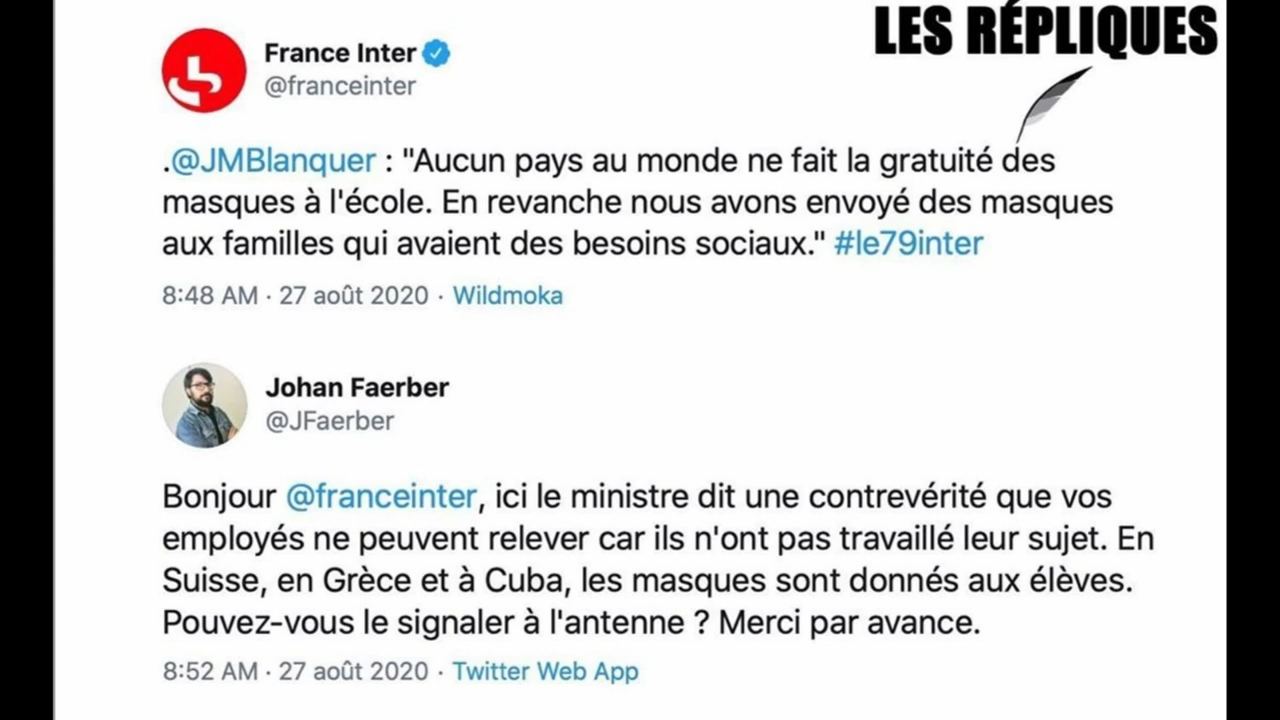 LES RÉPLIQUES
France Inter
@franceinter
.@JMBlanquer : "Aucun pays au monde ne fait la gratuité des
masques à l'école. En revanche nous avons envoyé des masques
aux familles qui avaient des besoins sociaux." #le79inter
8:48 AM · 27 août 2020 · Wildmoka
Johan Faerber
@JFaerber
Bonjour @franceinter, ici le ministre dit une contrevérité que vos
employés ne peuvent relever car ils n'ont pas travaillé leur sujet. En
Suisse, en Grèce et à Cuba, les masques sont donnés aux élèves.
Pouvez-vous le signaler à l'antenne ? Merci par avance.
8:52 AM · 27 août 2020 · Twitter Web App